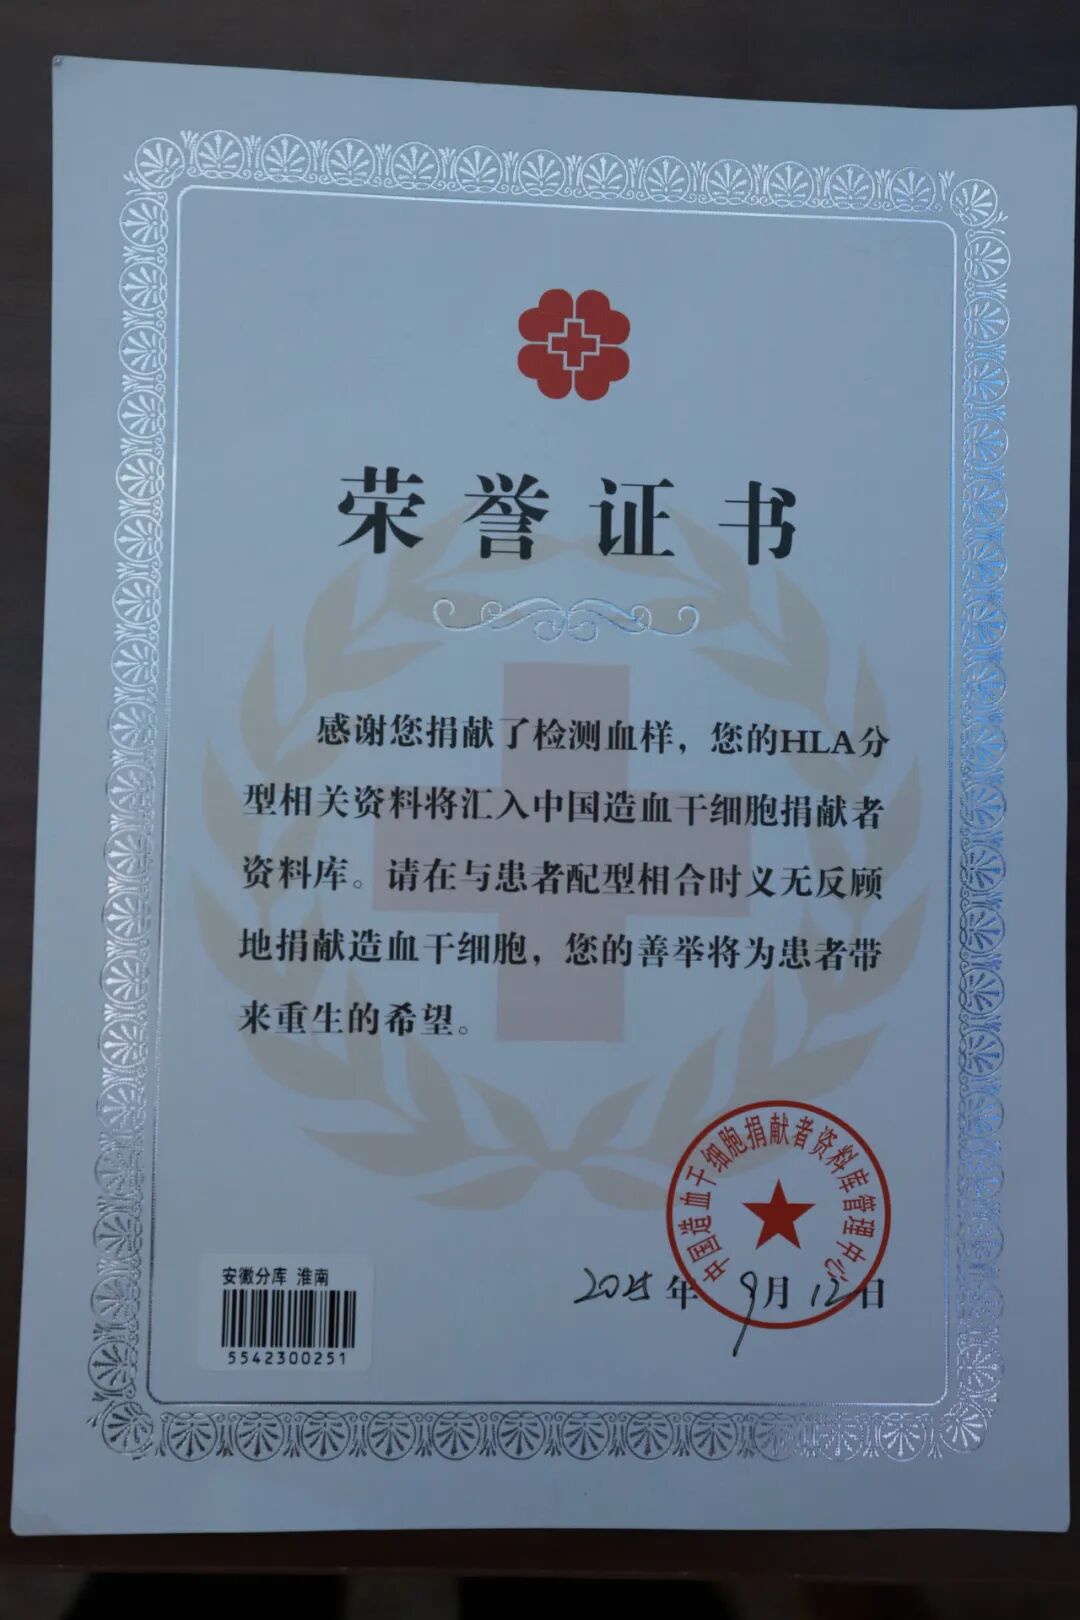 荣誉证书
感谢您捐献了检测血样，您的HLA分
型相关资料将汇入中国造血干细胞捐献者
资料库。请在与患者配型相合时义无反顾
地捐献造血干细胞，您的善举将为患者带
来重生的希望。
中国造血干细胞捐献者资料库管理中心
2025年9月12日
安徽分库 淮南
5542300251